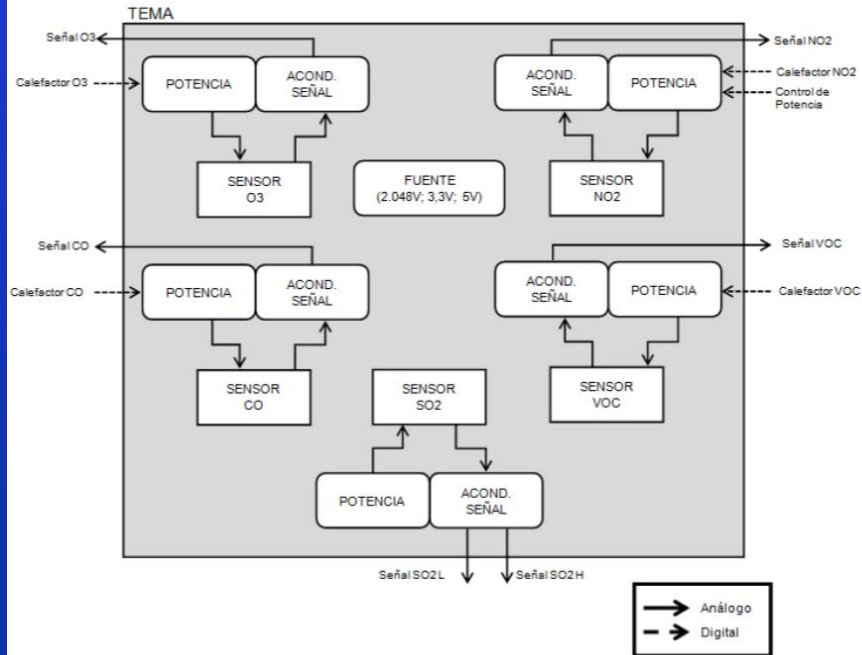 TEMA
Señal O3
Calefactor O3
POTENCIA
ACOND.
SEÑAL
SENSOR
O3
Señal NO2
Calefactor NO2
Control de
Potencia
ACOND.
SEÑAL
POTENCIA
SENSOR
NO2
FUENTE
(2.048V; 3,3V; 5V)
Señal CO
Calefactor CO
POTENCIA
ACOND.
SEÑAL
SENSOR
CO
Señal VOC
Calefactor VOC
ACOND.
SEÑAL
POTENCIA
SENSOR
VOC
SENSOR
SO2
POTENCIA
ACOND.
SEÑAL
Señal SO2L
Señal SO2H
Análogo
Digital